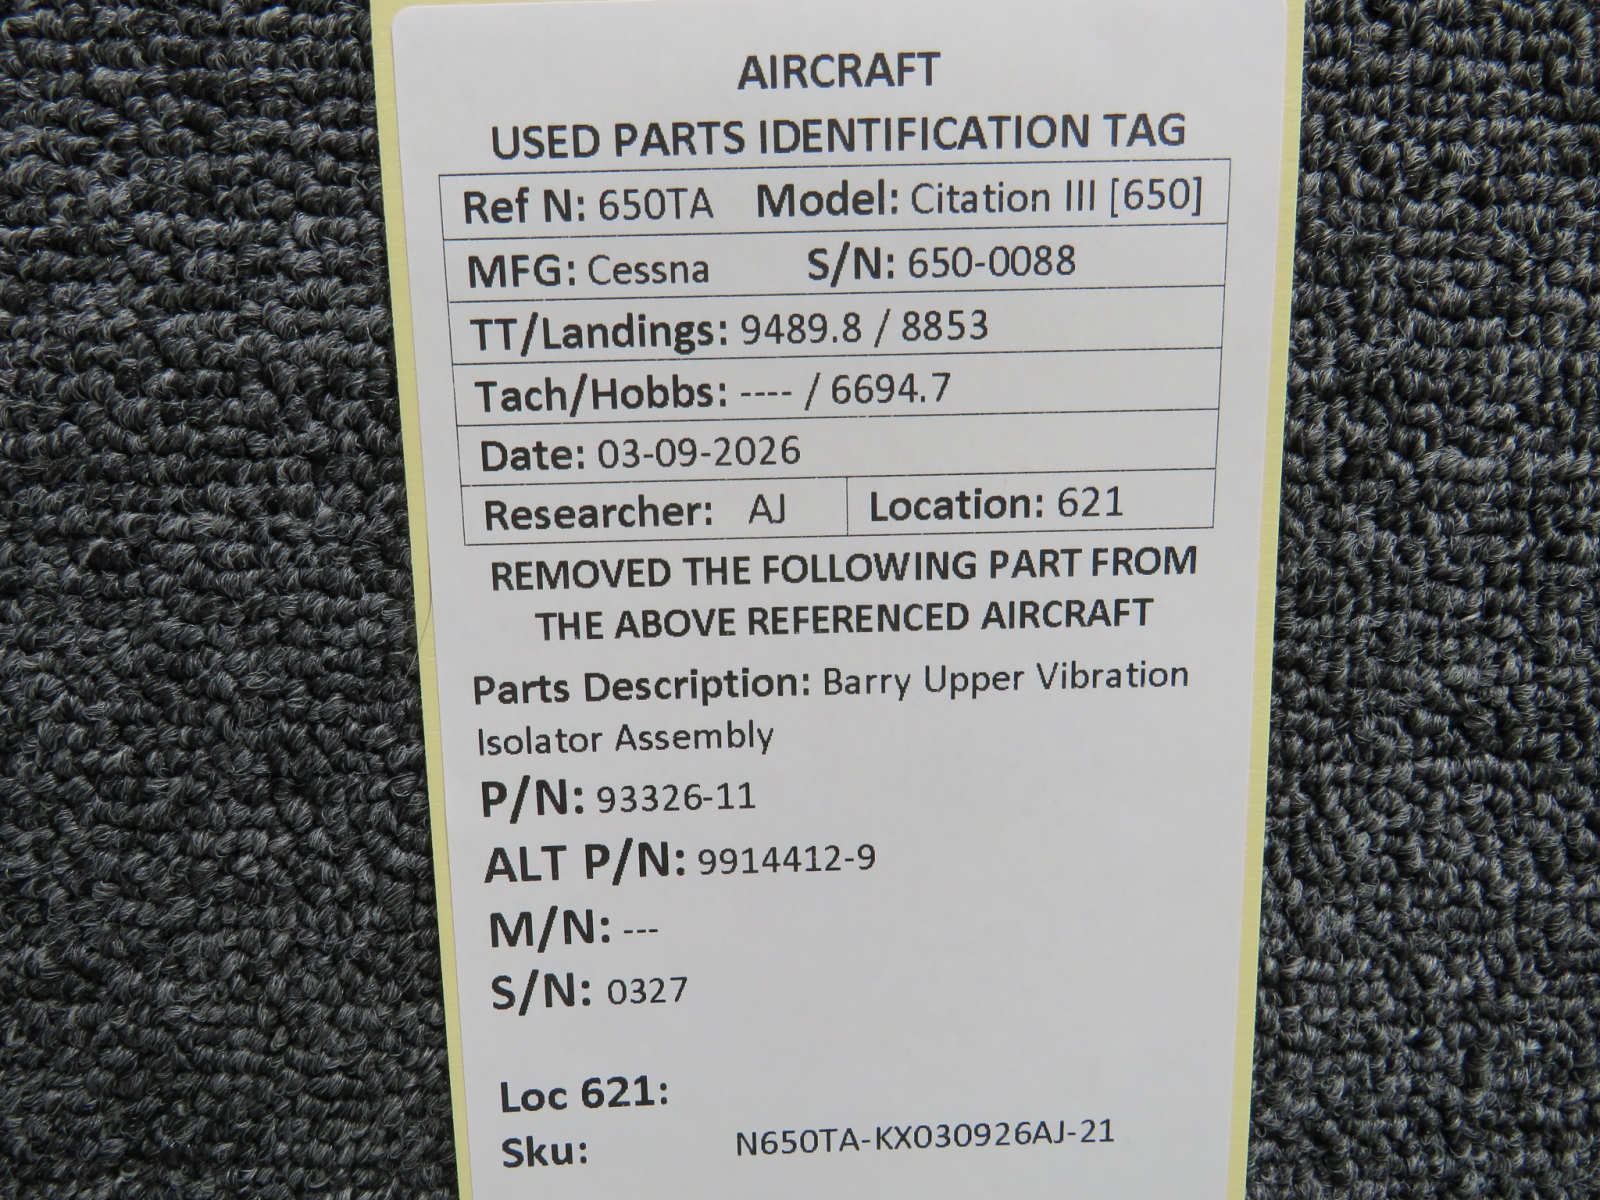 AIRCRAFT
USED PARTS IDENTIFICATION TAG
Ref N: 650TA Model: Citation III [650]
MFG: Cessna S/N: 650-0088
TT/Landings: 9489.8 / 8853
Tach/Hobbs: ---- / 6694.7
Date: 03-09-2026
Researcher: AJ Location: 621
REMOVED THE FOLLOWING PART FROM
THE ABOVE REFERENCED AIRCRAFT
Parts Description: Barry Upper Vibration
Isolator Assembly
P/N: 93326-11
ALT P/N: 9914412-9
M/N: ---
S/N: 0327
Loc 621:
Sku: N650TA-KX030926AJ-21